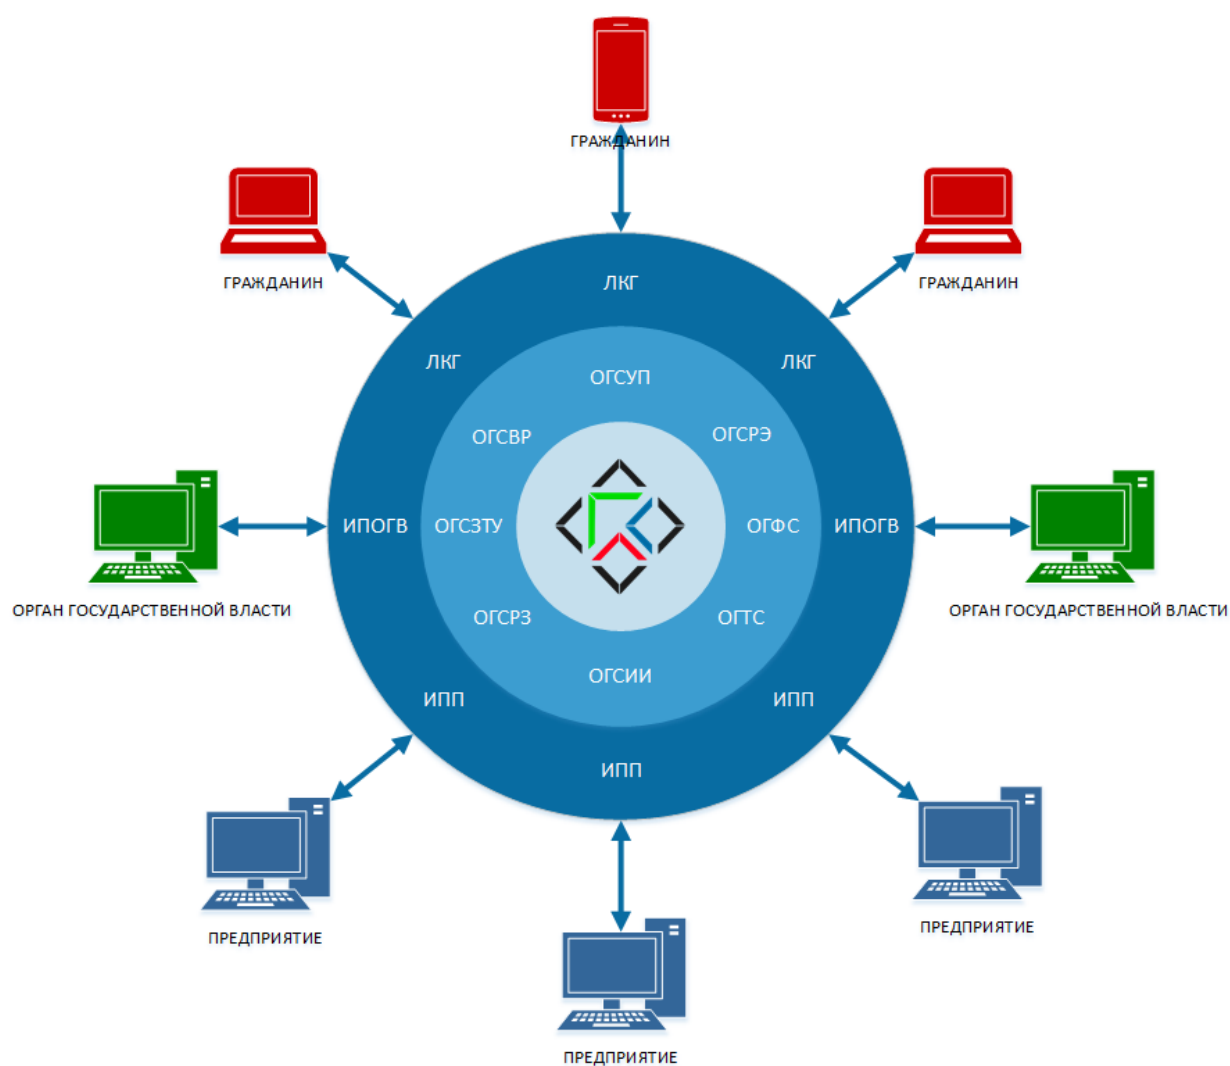 ГРАЖДАНИН
ГРАЖДАНИН
ГРАЖДАНИН
ЛКГ
ЛКГ
ЛКГ
ОГСУП
ОГСВР
ОГСРЭ
ИПОГВ
ОГСЗТУ
ОГФС
ИПОГВ
ОРГАН ГОСУДАРСТВЕННОЙ ВЛАСТИ
ОРГАН ГОСУДАРСТВЕННОЙ ВЛАСТИ
ОГСРЗ
ОГТС
ОГСИИ
ИПП
ИПП
ИПП
ПРЕДПРИЯТИЕ
ПРЕДПРИЯТИЕ
ПРЕДПРИЯТИЕ